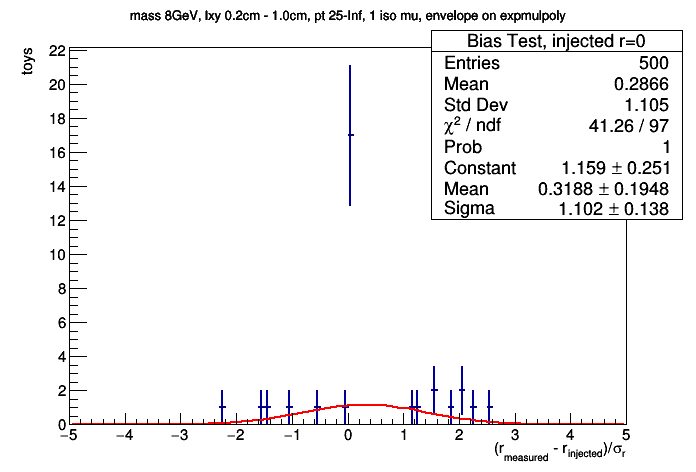 mass 8GeV, lxy 0.2cm - 1.0cm, pt 25-Inf, 1 iso mu, envelope on expmulpoly
Bias Test, injected r=0
Entries 500
Mean 0.2866
Std Dev 1.105
χ² / ndf 41.26 / 97
Prob 1
Constant 1.159 ± 0.251
Mean 0.3188 ± 0.1948
Sigma 1.102 ± 0.138
toys
22
20
18
16
14
12
10
8
6
4
2
0
−5 −4 −3 −2 −1 0 1 2 3 4 5
(r_measured - r_injected)/σ_r